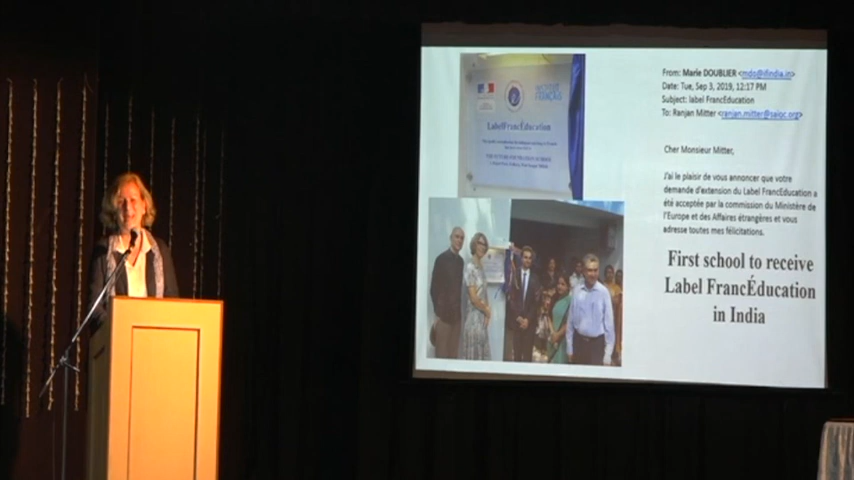 INSTITUT
FRANÇAIS
LabelFrancÉducation
From: Marie DOUBLIER <mdo@ifindia.in>
Date: Tue, Sep 3, 2019, 12:17 PM
Subject: label FrancEducation
To: Ranjan Mitter <ranjan.mitter@saioc.org>
Cher Monsieur Mitter,
J'ai le plaisir de vous annoncer que votre
demande d'extension du Label FrancEducation a
été acceptée par la commission du Ministère de
l'Europe et des Affaires étrangères et vous
adresse toutes mes félicitations.
First school to receive
Label FrancÉducation
in India